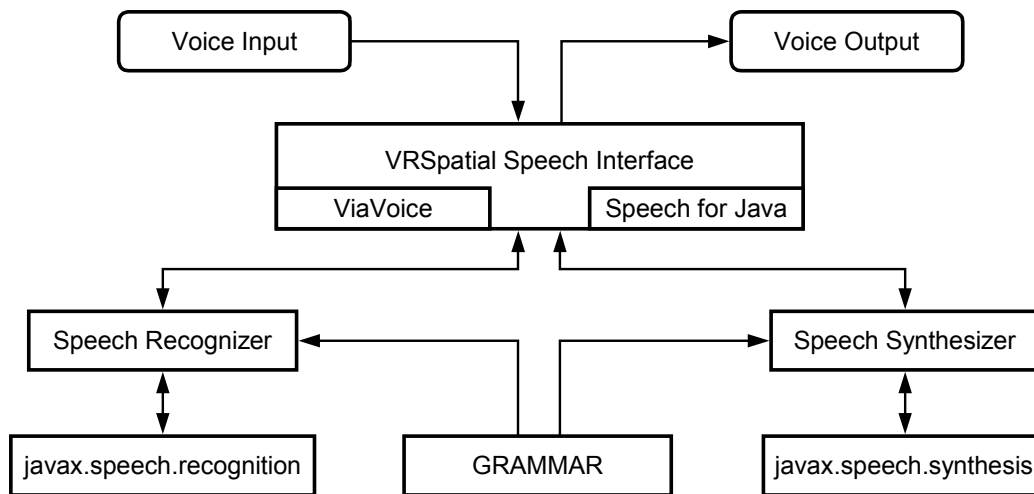 Voice Input
Voice Output
VRSpatial Speech Interface
ViaVoice
Speech for Java
Speech Recognizer
Speech Synthesizer
javax.speech.recognition
GRAMMAR
javax.speech.synthesis